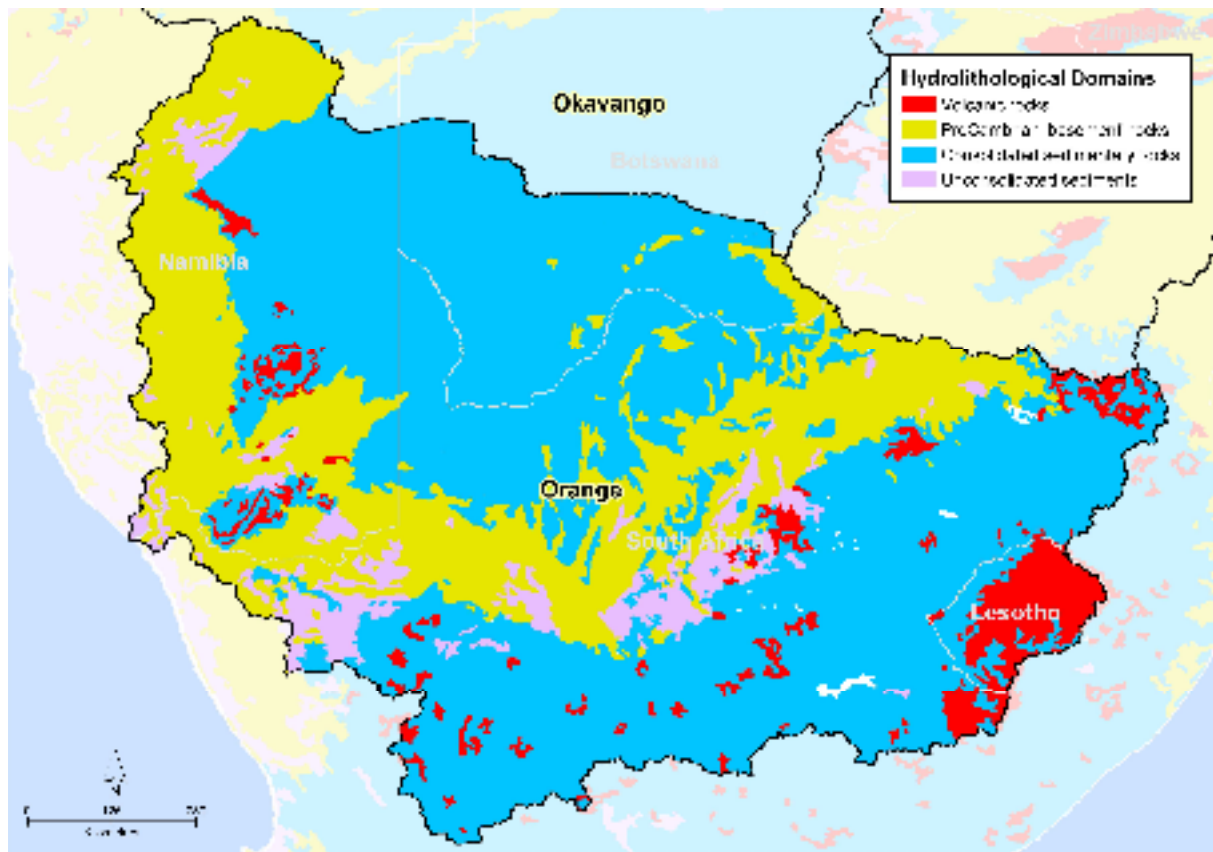 Zimbabwe
Hydrolithological Domains
Volcanic rocks
PreCambrian basement rocks
Consolidated sedimentary rocks
Unconsolidated sediments
Okavango
Botswana
Namibia
Orange
South Africa
Lesotho
N
0